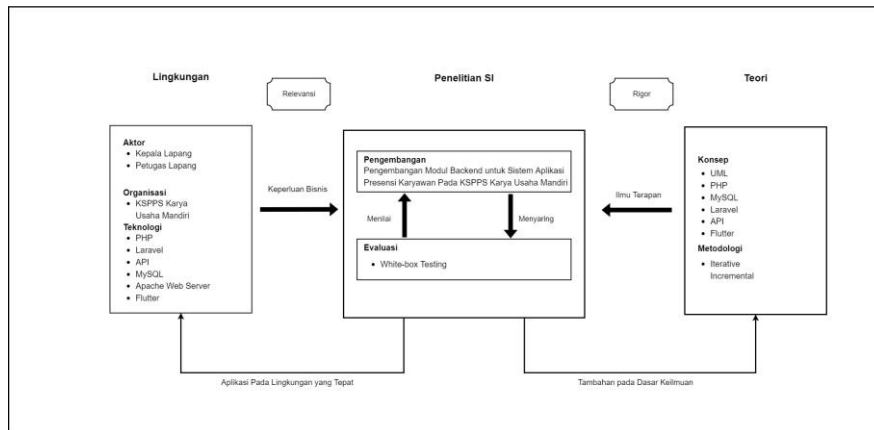 Lingkungan
Penelitian SI
Teori
Relevansi
Rigor
Aktor
Kepala Lapang
Petugas Lapang
Organisasi
KSPPS Karya
Usaha Mandiri
Teknologi
PHP
Laravel
API
MySQL
Apache Web Server
Flutter
Keperluan Bisnis
Pengembangan
Pengembangan Modul Backend untuk Sistem Aplikasi
Presensi Karyawan Pada KSPPS Karya Usaha Mandiri
Menilai
Menyaring
Evaluasi
White-box Testing
Ilmu Terapan
Konsep
UML
PHP
MySQL
Laravel
API
Flutter
Metodologi
Iterative
Incremental
Aplikasi Pada Lingkungan yang Tepat
Tambahan pada Dasar Keilmuan